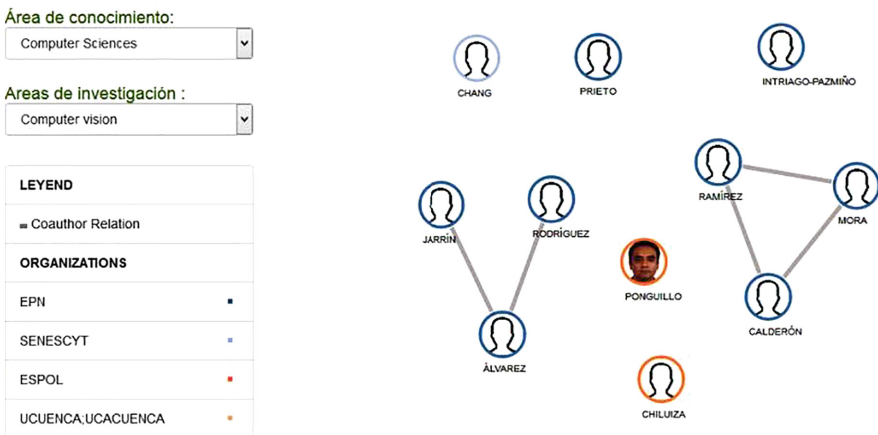 Área de conocimiento:
Computer Sciences
Areas de investigación :
Computer vision
LEYEND
Coauthor Relation
ORGANIZATIONS
EPN
SENESCYT
ESPOL
UCUENCA;UCACUENCA
CHANG
PRIETO
INTRIAGO-PAZMIÑO
RAMÍREZ
MORA
JARRÍN
RODRÍGUEZ
PONGUILLO
CALDERÓN
ÁLVAREZ
CHILUIZA